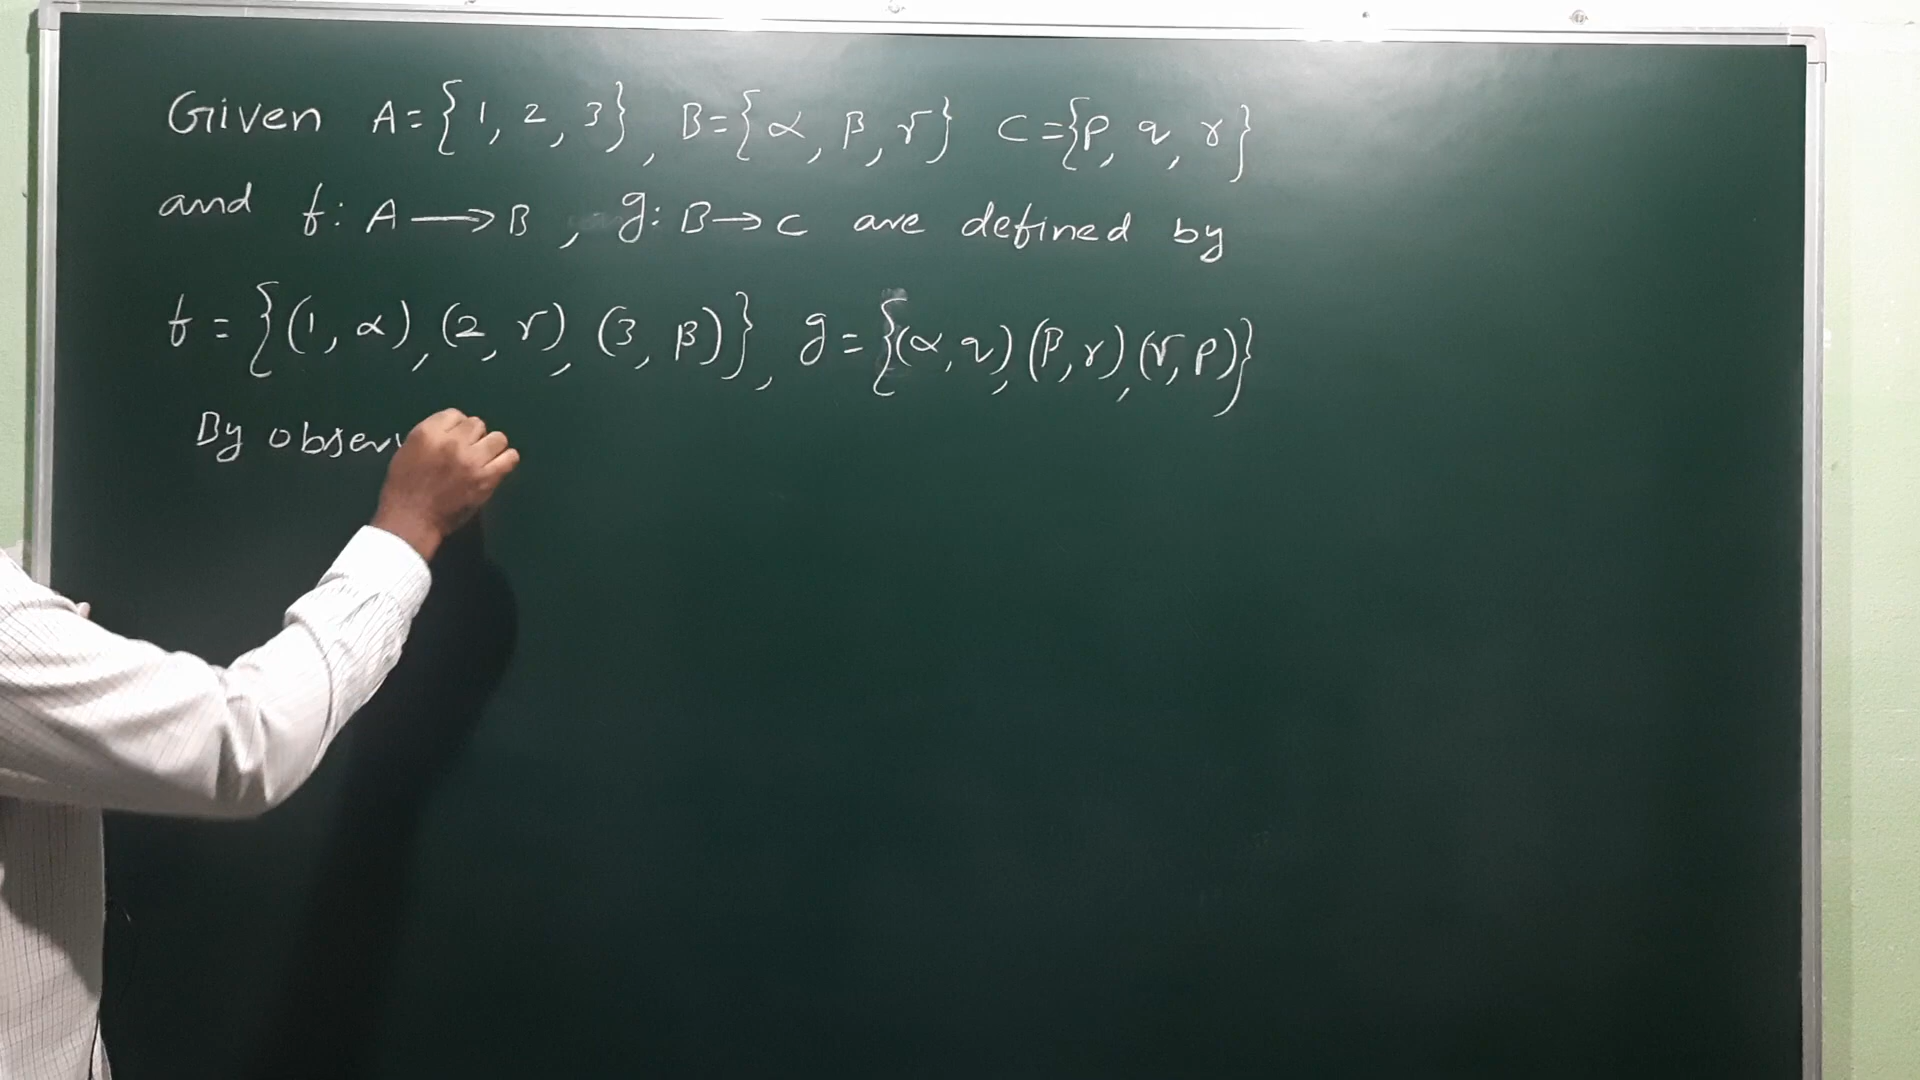 Given A={1, 2, 3}, B={α, β, γ} C={p, q, r}
and f: A⟶B, g: B→C are defined by
f = {(1, α), (2, γ), (3, β)}, g={(α, q), (β, r), (γ, p)}
By observ